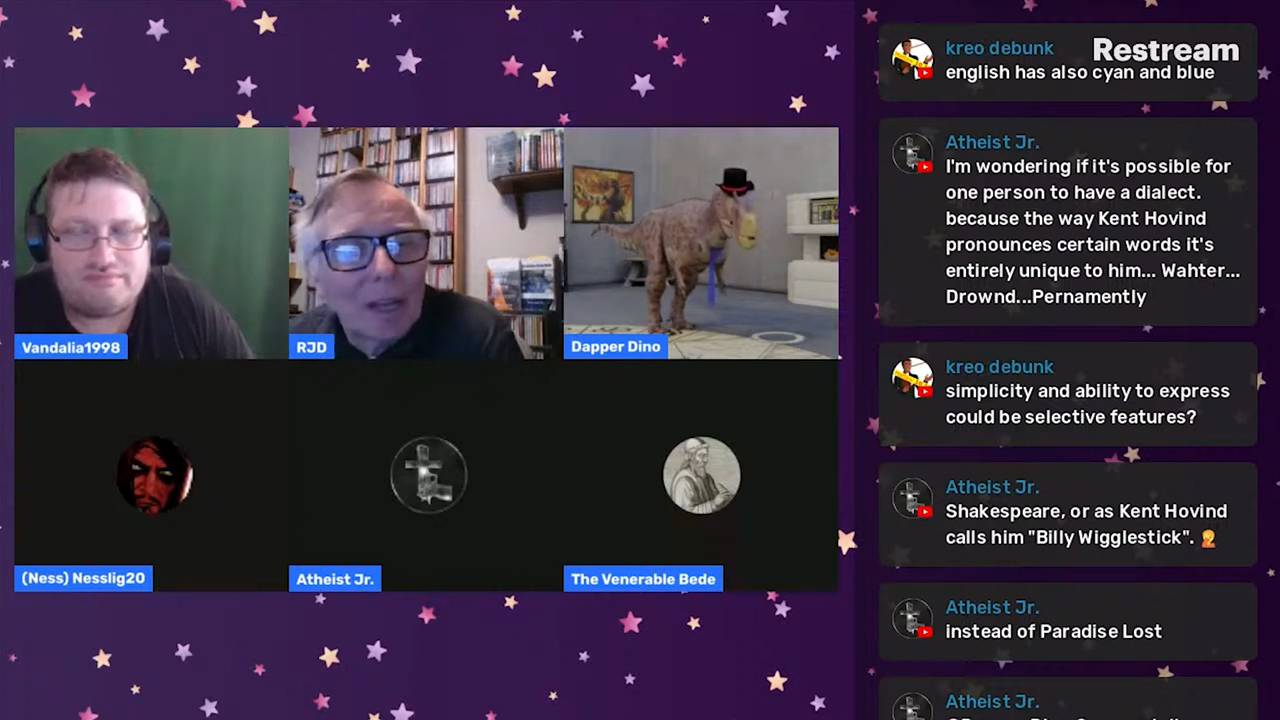 Vandalia1998
RJD
Dapper Dino
(Ness) Nesslig20
Atheist Jr.
The Venerable Bede
Restream
kreo debunk
english has also cyan and blue
Atheist Jr.
I'm wondering if it's possible for
one person to have a dialect.
because the way Kent Hovind
pronounces certain words it's
entirely unique to him... Wahter...
Drownd...Pernamently
kreo debunk
simplicity and ability to express
could be selective features?
Atheist Jr.
Shakespeare, or as Kent Hovind
calls him "Billy Wigglestick". 🤦
Atheist Jr.
instead of Paradise Lost
Atheist Jr.